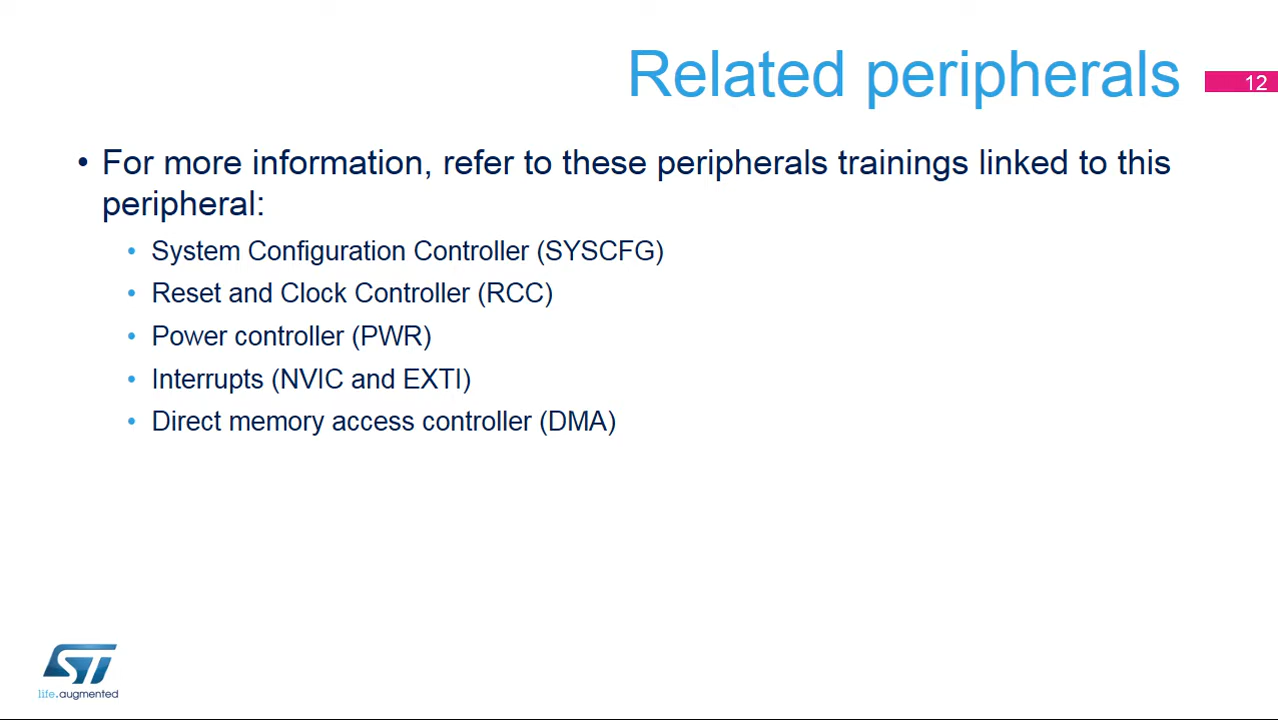 Related peripherals
12
• For more information, refer to these peripherals trainings linked to this
peripheral:
• System Configuration Controller (SYSCFG)
• Reset and Clock Controller (RCC)
• Power controller (PWR)
• Interrupts (NVIC and EXTI)
• Direct memory access controller (DMA)
ST
life.augmented